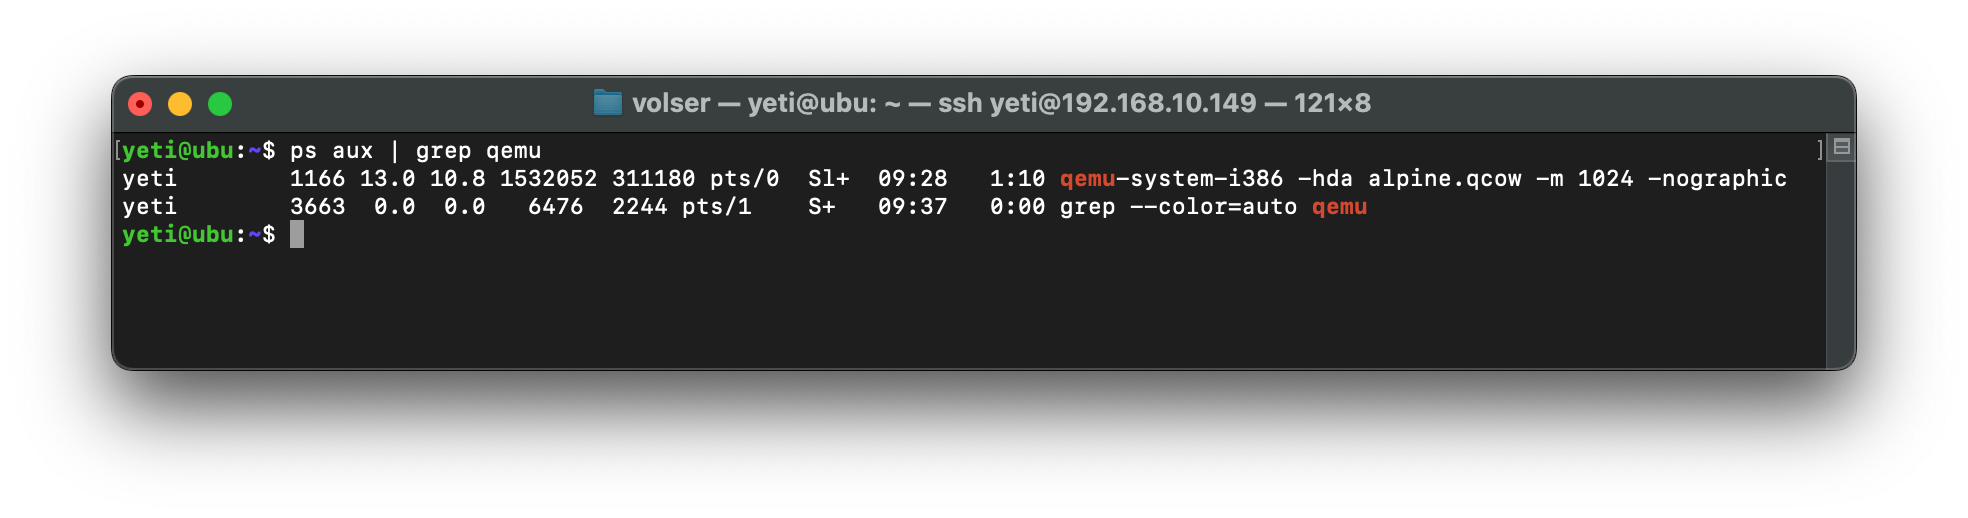 volser — yeti@ubu: ~ — ssh yeti@192.168.10.149 — 121×8
[yeti@ubu:~$ ps aux | grep qemu ]
yeti        1166 13.0 10.8 1532052 311180 pts/0  Sl+  09:28   1:10 qemu-system-i386 -hda alpine.qcow -m 1024 -nographic
yeti        3663  0.0  0.0   6476  2244 pts/1    S+   09:37   0:00 grep --color=auto qemu
yeti@ubu:~$